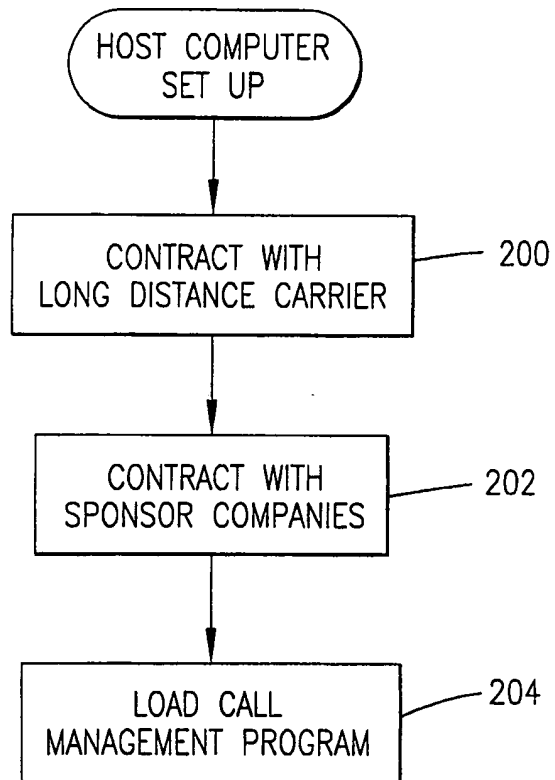 HOST COMPUTER
SET UP
CONTRACT WITH
LONG DISTANCE CARRIER
200
CONTRACT WITH
SPONSOR COMPANIES
202
LOAD CALL
MANAGEMENT PROGRAM
204